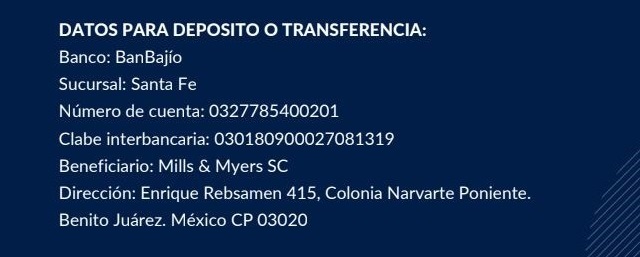 DATOS PARA DEPOSITO O TRANSFERENCIA:
Banco: BanBajío
Sucursal: Santa Fe
Número de cuenta: 0327785400201
Clabe interbancaria: 030180900027081319
Beneficiario: Mills & Myers SC
Dirección: Enrique Rebsamen 415, Colonia Narvarte Poniente.
Benito Juárez. México CP 03020